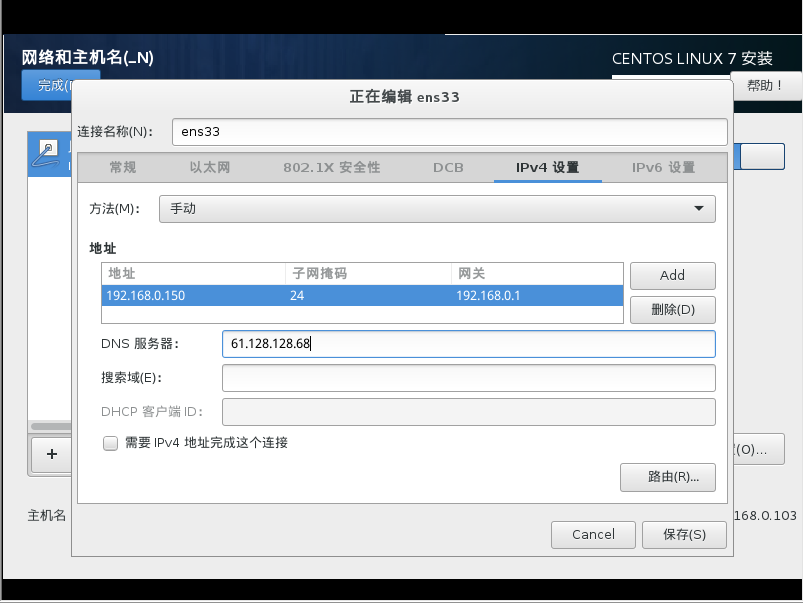 网络和主机名(_N)
CENTOS LINUX 7 安装
完成(
帮助！
正在编辑 ens33
连接名称(N)： ens33
常规 以太网 802.1X 安全性 DCB IPv4 设置 IPv6 设置
方法(M)： 手动
地址
地址 子网掩码 网关
192.168.0.150 24 192.168.0.1
Add
删除(D)
DNS 服务器： 61.128.128.68
搜索域(E)：
DHCP 客户端 ID：
需要 IPv4 地址完成这个连接
+
(O)...
路由(R)...
主机名
168.0.103
Cancel 保存(S)